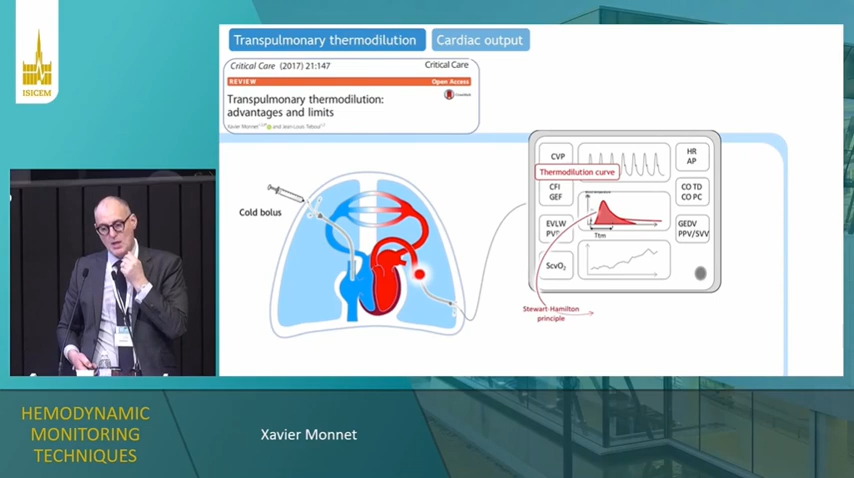 ISICEM
Transpulmonary thermodilution
Cardiac output
Critical Care (2017) 21:147
Critical Care
REVIEW
Open Access
Transpulmonary thermodilution:
advantages and limits
Xavier Monnet and Jean-Louis Teboul
Cold bolus
CVP
HR
AP
Thermodilution curve
CFI
GEF
CO TD
CO PC
Ttm
EVLW
GEDV
PPV/SVV
ScvO₂
Stewart-Hamilton
principle
HEMODYNAMIC
MONITORING
TECHNIQUES
Xavier Monnet